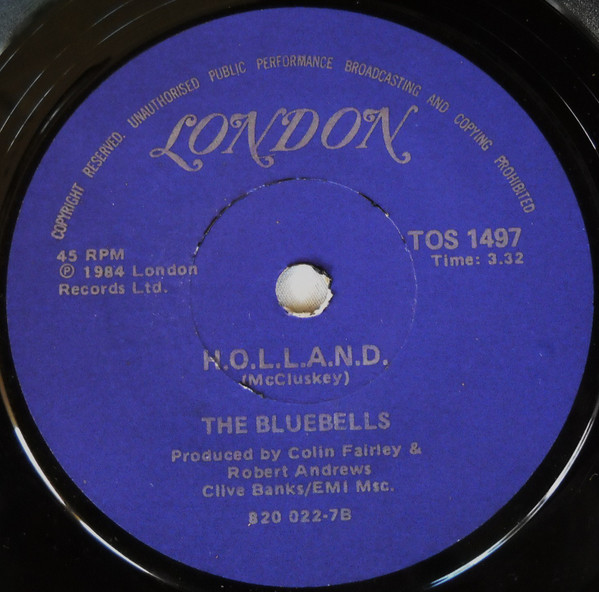 COPYRIGHT RESERVED. UNAUTHORISED PUBLIC PERFORMANCE BROADCASTING AND COPYING PROHIBITED
LONDON
45 RPM
℗ 1984 London
Records Ltd.
TOS 1497
Time: 3.32
H.O.L.L.A.N.D.
(McCluskey)
THE BLUEBELLS
Produced by Colin Fairley &
Robert Andrews
Clive Banks/EMI Msc.
820 022-7B